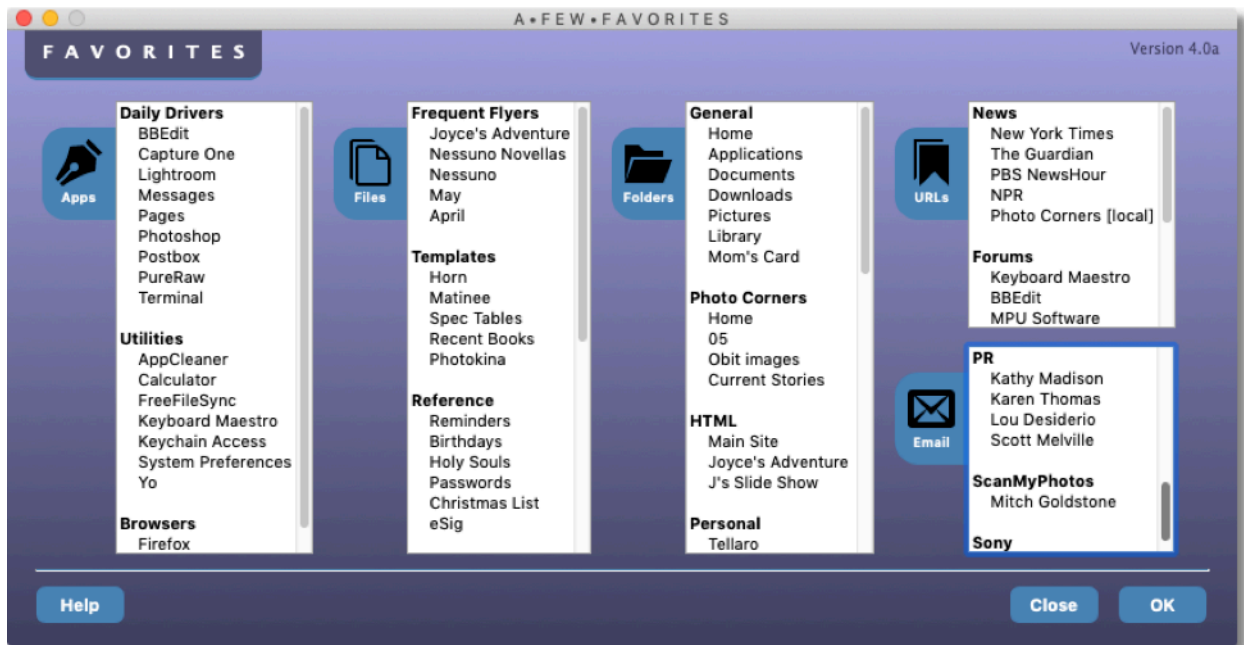 A•FEW•FAVORITES
FAVORITES
Version 4.0a
Apps
Daily Drivers
BBEdit
Capture One
Lightroom
Messages
Pages
Photoshop
Postbox
PureRaw
Terminal
Utilities
AppCleaner
Calculator
FreeFileSync
Keyboard Maestro
Keychain Access
System Preferences
Yo
Browsers
Firefox
Files
Frequent Flyers
Joyce's Adventure
Nessuno Novellas
Nessuno
May
April
Templates
Horn
Matinee
Spec Tables
Recent Books
Photokina
Reference
Reminders
Birthdays
Holy Souls
Passwords
Christmas List
eSig
Folders
General
Home
Applications
Documents
Downloads
Pictures
Library
Mom's Card
Photo Corners
Home
05
Obit images
Current Stories
HTML
Main Site
Joyce's Adventure
J's Slide Show
Personal
Tellaro
URLs
News
New York Times
The Guardian
PBS NewsHour
NPR
Photo Corners [local]
Forums
Keyboard Maestro
BBEdit
MPU Software
Email
PR
Kathy Madison
Karen Thomas
Lou Desiderio
Scott Melville
ScanMyPhotos
Mitch Goldstone
Sony
Help
Close
OK